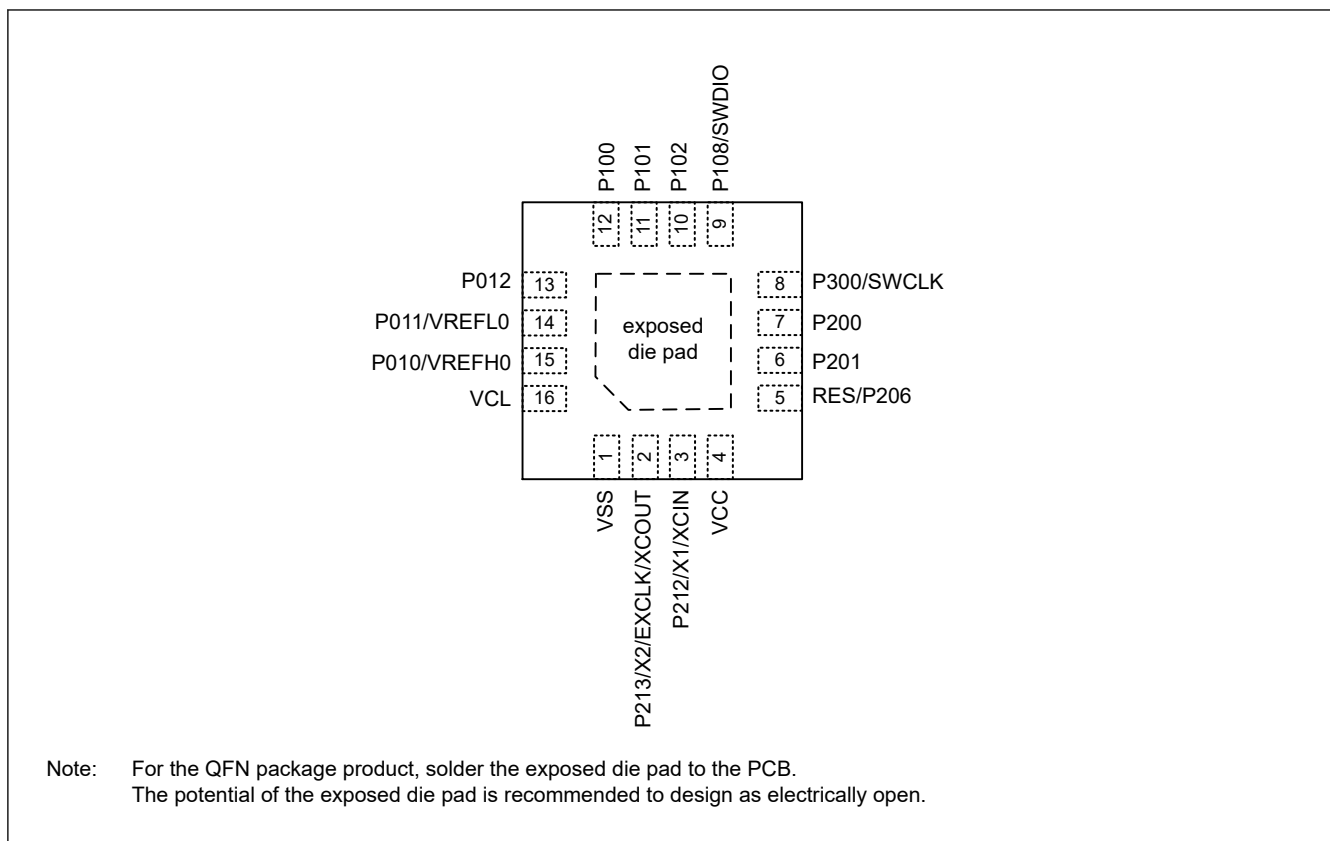 P100
P101
P102
P108/SWDIO
12
11
10
9
P012
13
8
P300/SWCLK
P011/VREFL0
14
exposed
7
P200
P010/VREFH0
15
die pad
6
P201
VCL
16
5
RES/P206
1
2
3
4
VSS
P213/X2/EXCLK/XCOUT
P212/X1/XCIN
VCC
Note: For the QFN package product, solder the exposed die pad to the PCB.
The potential of the exposed die pad is recommended to design as electrically open.